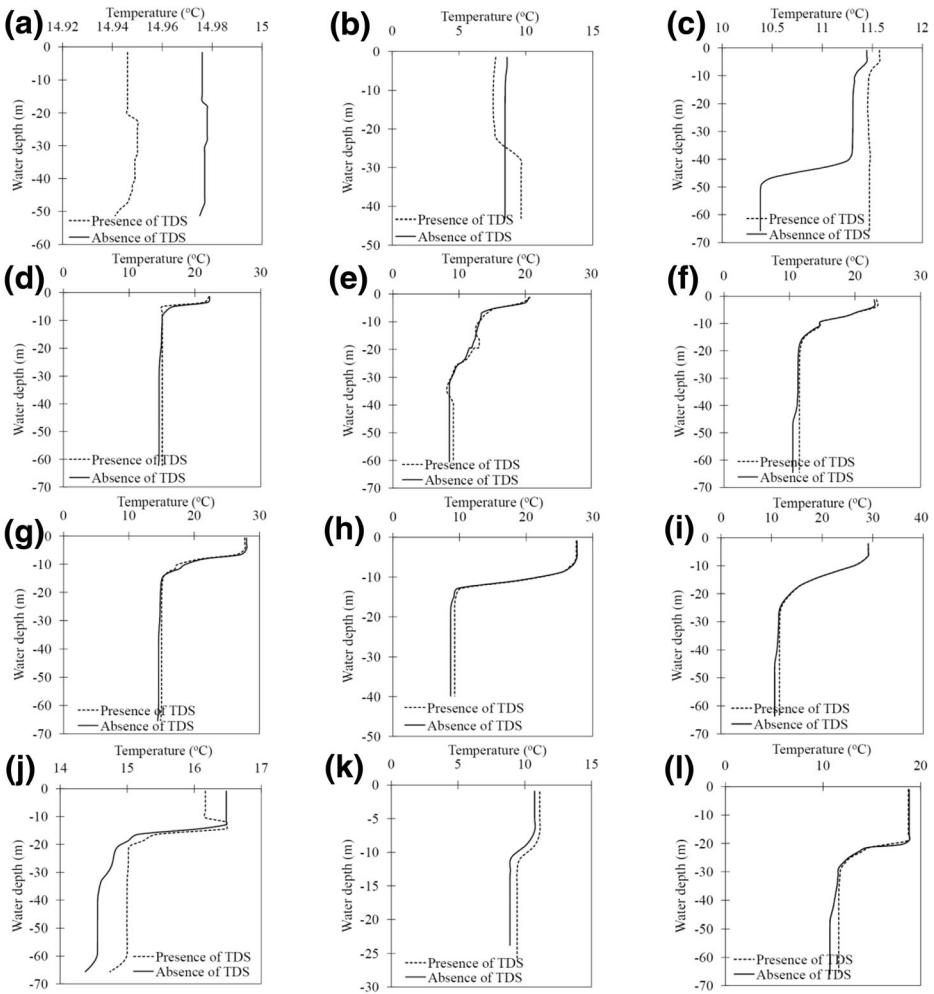 (a) Temperature (°C) (b) Temperature (°C) (c) Temperature (°C)
14.92 14.94 14.96 14.98 15 0 5 10 15 10 10.5 11 11.5 12
Water depth (m) 0 -10 -20 -30 -40 -50 -60
Presence of TDS
Absence of TDS
Water depth (m) 0 -10 -20 -30 -40 -50
Presence of TDS
Absence of TDS
Water depth (m) 0 -10 -20 -30 -40 -50 -60 -70
Presence of TDS
Absennce of TDS
(d) Temperature (°C) (e) Temperature (°C) (f) Temperature (°C)
0 10 20 30 0 10 20 30 0 10 20 30
Water depth (m) 0 -10 -20 -30 -40 -50 -60 -70
Presence of TDS
Absence of TDS
Water depth (m) 0 -10 -20 -30 -40 -50 -60 -70
Presence of TDS
Absence of TDS
Water depth (m) 0 -10 -20 -30 -40 -50 -60 -70
Presence of TDS
Absence of TDS
(g) Temperature (°C) (h) Temperature (°C) (i) Temperature (°C)
0 10 20 30 0 10 20 30 0 10 20 30 40
Water depth (m) 0 -10 -20 -30 -40 -50 -60 -70
Presence of TDS
Absence of TDS
Water depth (m) 0 -10 -20 -30 -40 -50
Presence of TDS
Absence of TDS
Water depth (m) 0 -10 -20 -30 -40 -50 -60 -70
Presence of TDS
Absence of TDS
(j) Temperature (°C) (k) Temperature (°C) (l) Temperature (°C)
14 15 16 17 0 5 10 15 0 10 20
Water depth (m) 0 -10 -20 -30 -40 -50 -60 -70
Presence of TDS
Absence of TDS
Water depth (m) 0 -5 -10 -15 -20 -25 -30
Presence of TDS
Absence of TDS
Water depth (m) 0 -10 -20 -30 -40 -50 -60 -70
Presence of TDS
Absence of TDS